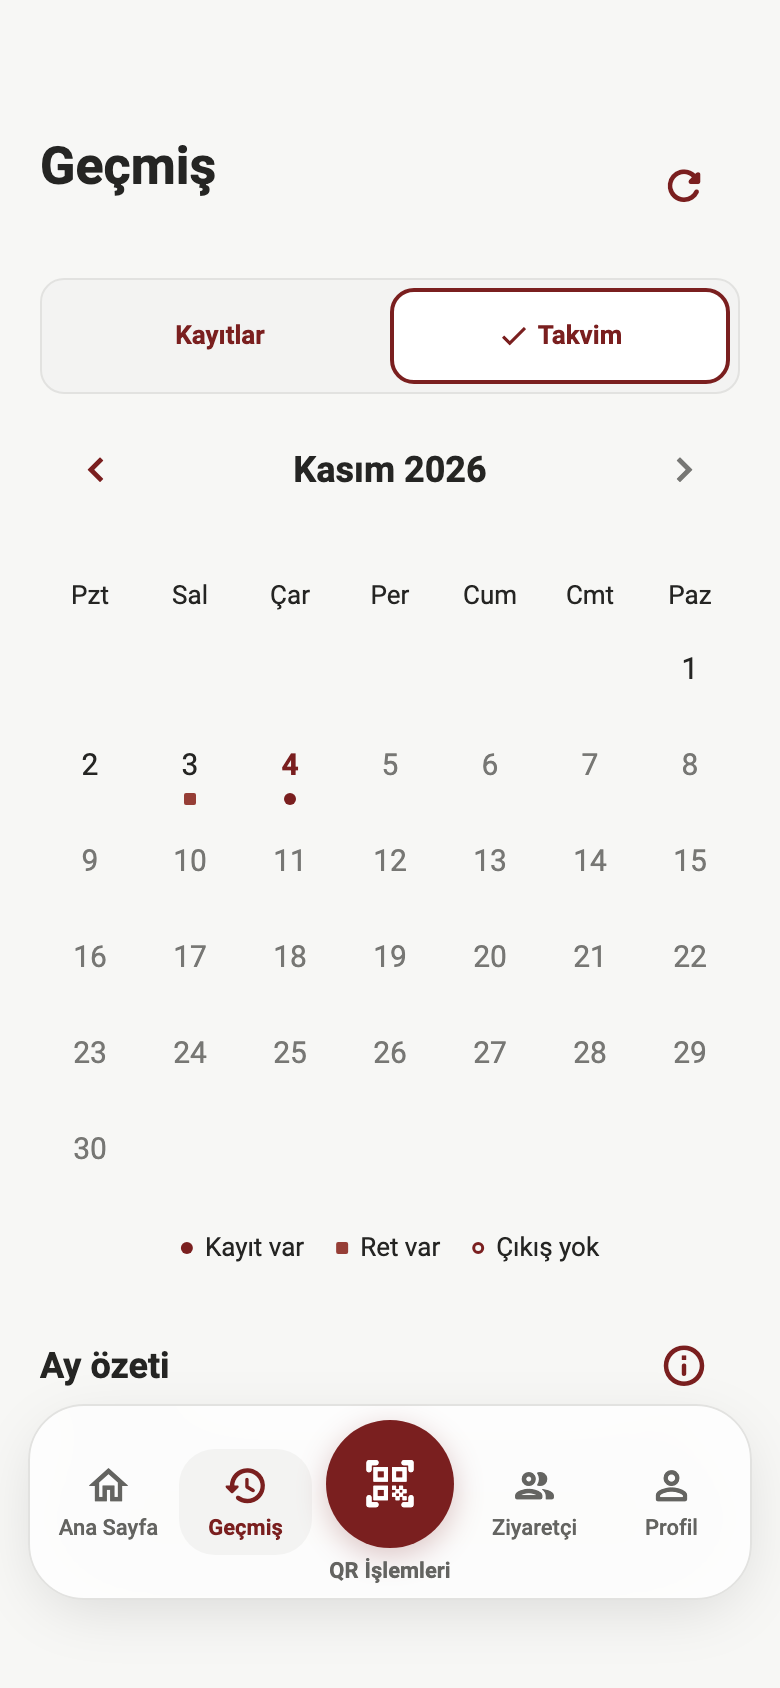 Geçmiş
Kayıtlar
Takvim
Kasım 2026
Pzt Sal Çar Per Cum Cmt Paz
1
2 3 4 5 6 7 8
9 10 11 12 13 14 15
16 17 18 19 20 21 22
23 24 25 26 27 28 29
30
Kayıt var Ret var Çıkış yok
Ay özeti
Ana Sayfa Geçmiş Ziyaretçi Profil
QR İşlemleri